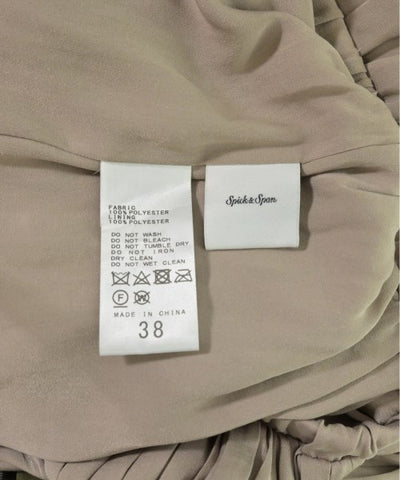 FABRIC
100% POLYESTER
LINING
100% POLYESTER
DO NOT WASH
DO NOT BLEACH
DO NOT TUMBLE DRY
DO NOT IRON
DRY CLEAN
DO NOT WET CLEAN
F W
MADE IN CHINA
38
Spick & Span